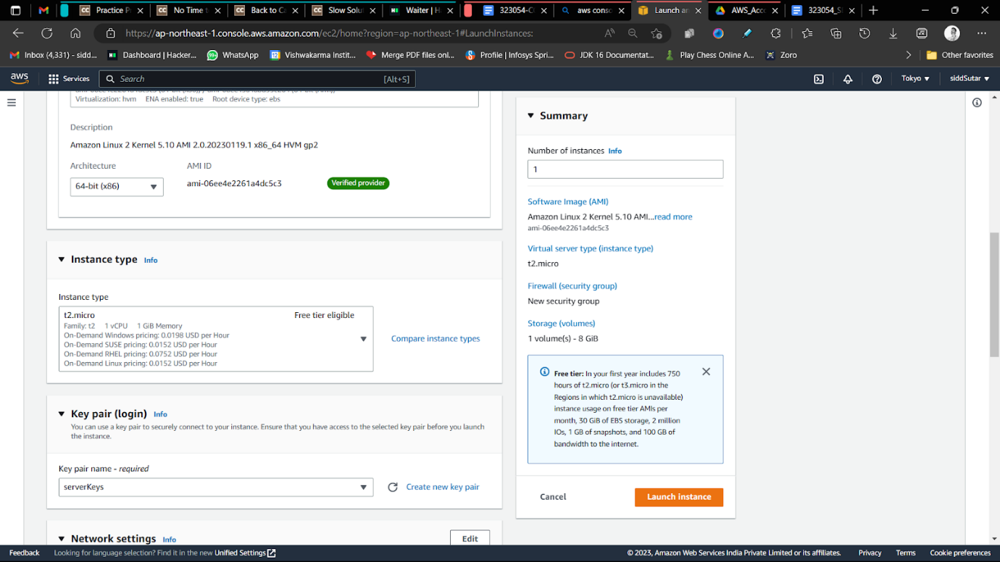 Practice P
No Time t
Back to Ca
Slow Solut
Waiter | H
323054-C
aws conso
Launch an
AWS_Acco
323054_S
https://ap-northeast-1.console.aws.amazon.com/ec2/home?region=ap-northeast-1#LaunchInstances:
Inbox (4,331) - sidd...
Dashboard | Hacker...
WhatsApp
Vishwakarma Instit...
Merge PDF files onl...
Profile | Infosys Spri...
JDK 16 Documentat...
Play Chess Online A...
Zoro
Other favorites
aws
Services
Search
[Alt+S]
Tokyo
siddSutar
Virtualization: hvm ENA enabled: true Root device type: ebs
Description
Amazon Linux 2 Kernel 5.10 AMI 2.0.20230119.1 x86_64 HVM gp2
Architecture
AMI ID
64-bit (x86)
ami-06ee4e2261a4dc5c3
Verified provider
Instance type Info
Instance type
t2.micro
Free tier eligible
Family: t2 1 vCPU 1 GiB Memory
On-Demand Windows pricing: 0.0198 USD per Hour
On-Demand SUSE pricing: 0.0152 USD per Hour
On-Demand RHEL pricing: 0.0752 USD per Hour
On-Demand Linux pricing: 0.0152 USD per Hour
Compare instance types
Key pair (login) Info
You can use a key pair to securely connect to your instance. Ensure that you have access to the selected key pair before you launch
the instance.
Key pair name - required
serverKeys
Create new key pair
Network settings Info
Edit
Summary
Number of instances Info
1
Software Image (AMI)
Amazon Linux 2 Kernel 5.10 AMI...read more
ami-06ee4e2261a4dc5c3
Virtual server type (instance type)
t2.micro
Firewall (security group)
New security group
Storage (volumes)
1 volume(s) - 8 GiB
Free tier: In your first year includes 750
hours of t2.micro (or t3.micro in the
Regions in which t2.micro is unavailable)
instance usage on free tier AMIs per
month, 30 GiB of EBS storage, 2 million
IOs, 1 GB of snapshots, and 100 GB of
bandwidth to the internet.
Cancel
Launch instance
Feedback
Looking for language selection? Find it in the new Unified Settings
© 2023, Amazon Web Services India Private Limited or its affiliates.
Privacy
Terms
Cookie preferences